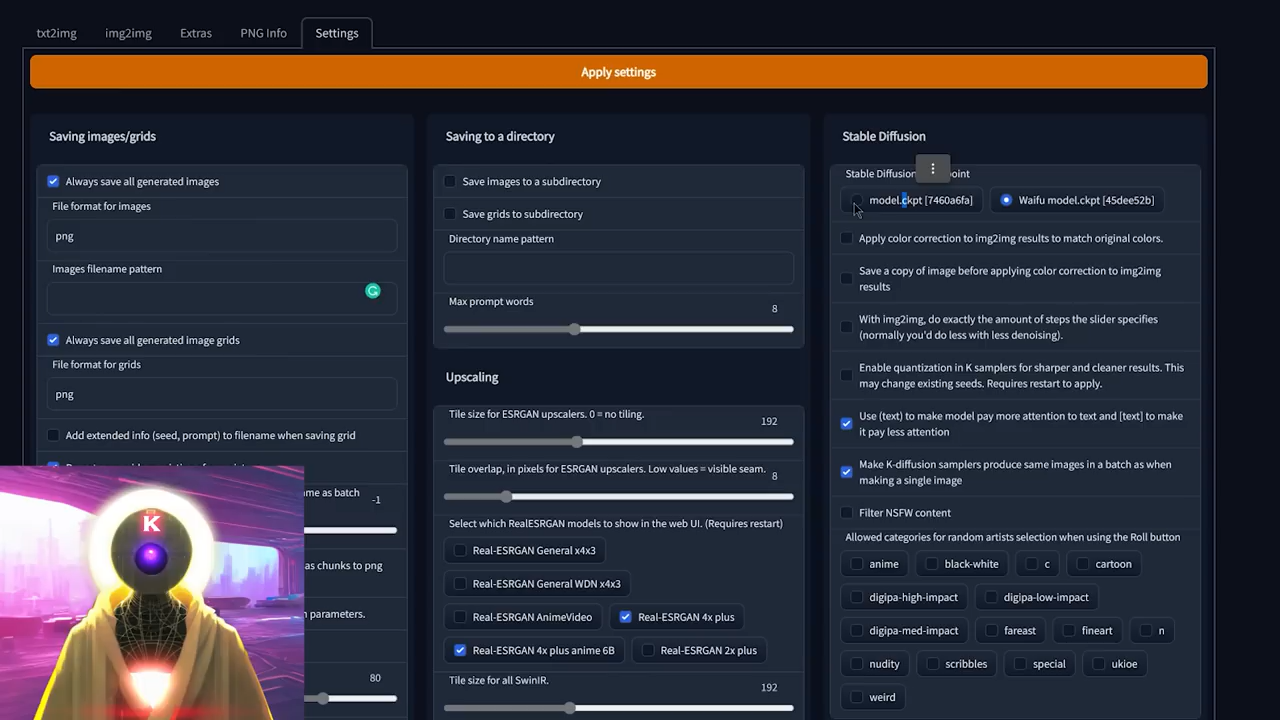 txt2img
img2img
Extras
PNG Info
Settings
Apply settings
Saving images/grids
Always save all generated images
File format for images
png
Images filename pattern
Always save all generated image grids
File format for grids
png
Add extended info (seed, prompt) to filename when saving grid
me as batch
-1
as chunks to png
parameters.
80
K
Saving to a directory
Save images to a subdirectory
Save grids to subdirectory
Directory name pattern
Max prompt words
8
Upscaling
Tile size for ESRGAN upscalers. 0 = no tiling.
192
Tile overlap, in pixels for ESRGAN upscalers. Low values = visible seam.
8
Select which RealESRGAN models to show in the web UI. (Requires restart)
Real-ESRGAN General x4x3
Real-ESRGAN General WDN x4x3
Real-ESRGAN AnimeVideo
Real-ESRGAN 4x plus
Real-ESRGAN 4x plus anime 6B
Real-ESRGAN 2x plus
Tile size for all SwinIR.
192
Stable Diffusion
Stable Diffusion point
model.ckpt [7460a6fa]
Waifu model.ckpt [45dee52b]
Apply color correction to img2img results to match original colors.
Save a copy of image before applying color correction to img2img
results
With img2img, do exactly the amount of steps the slider specifies
(normally you'd do less with less denoising).
Enable quantization in K samplers for sharper and cleaner results. This
may change existing seeds. Requires restart to apply.
Use (text) to make model pay more attention to text and [text] to make
it pay less attention
Make K-diffusion samplers produce same images in a batch as when
making a single image
Filter NSFW content
Allowed categories for random artists selection when using the Roll button
anime
black-white
c
cartoon
digipa-high-impact
digipa-low-impact
digipa-med-impact
fareast
fineart
n
nudity
scribbles
special
ukioe
weird